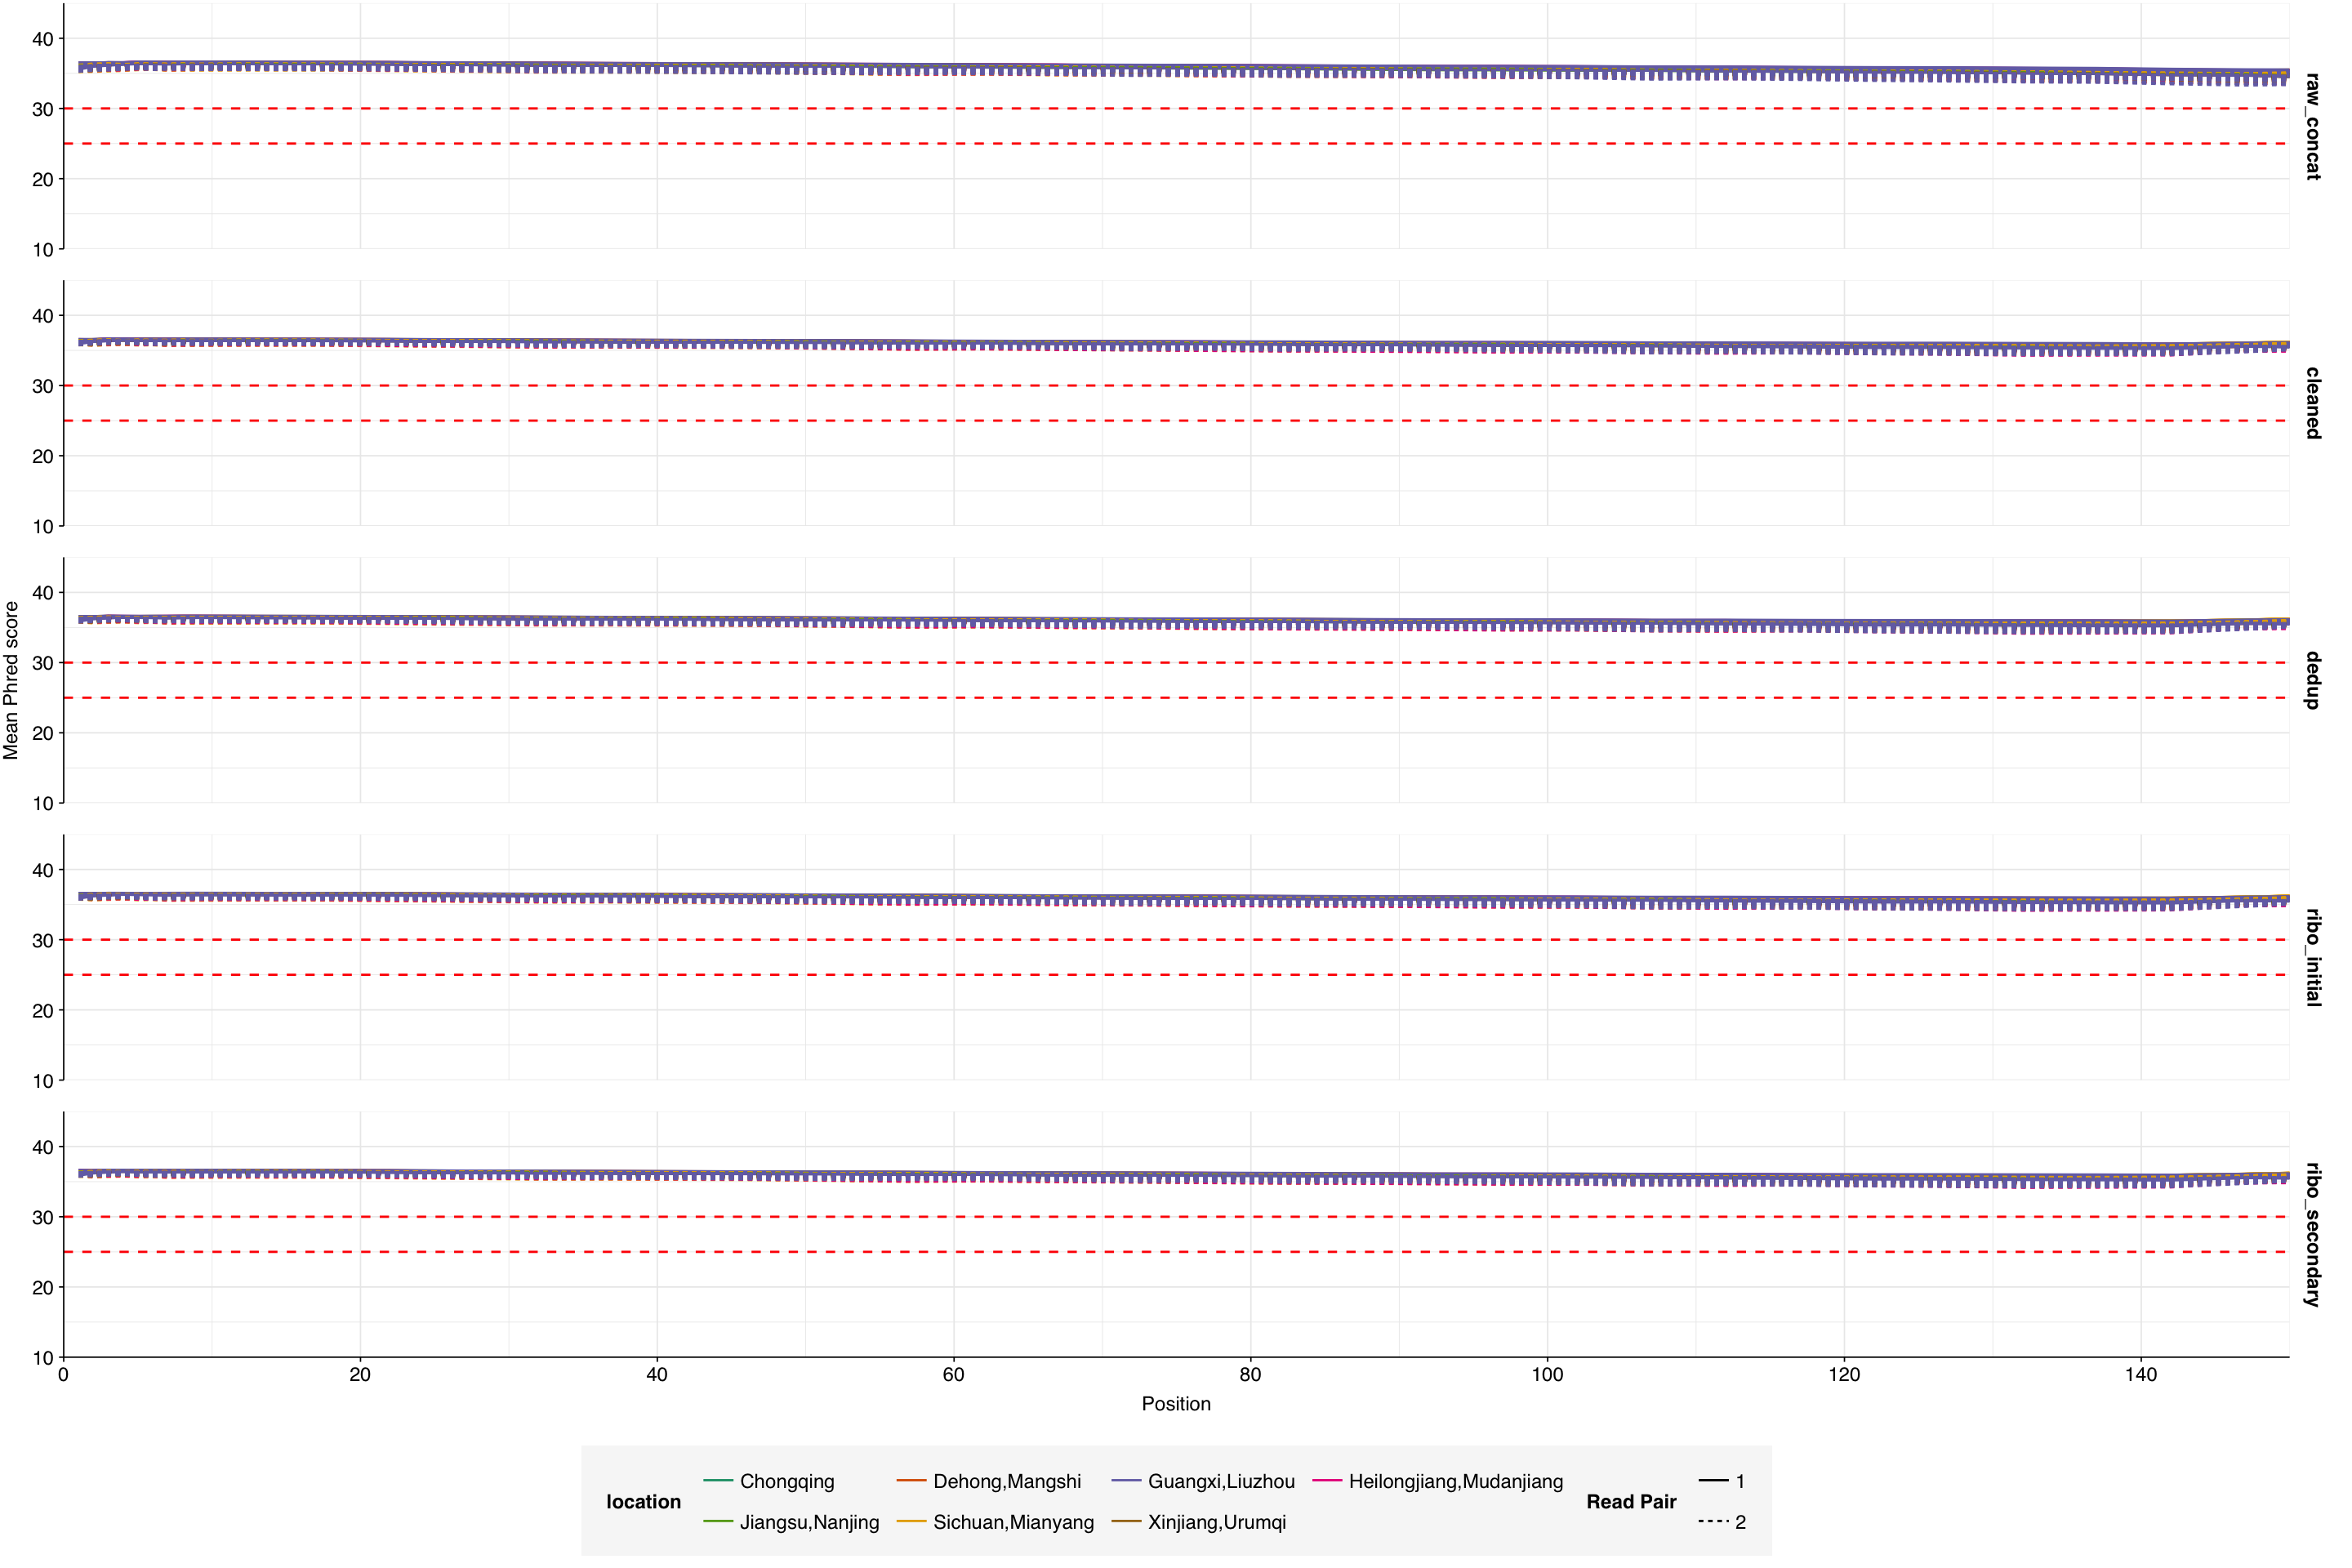 40
30
20
10
raw_concat
40
30
20
10
cleaned
40
30
20
10
dedup
Mean Phred score
40
30
20
10
ribo_initial
40
30
20
10
ribo_secondary
0 20 40 60 80 100 120 140
Position
location
Chongqing Dehong,Mangshi Guangxi,Liuzhou Heilongjiang,Mudanjiang
Jiangsu,Nanjing Sichuan,Mianyang Xinjiang,Urumqi
Read Pair
1
2